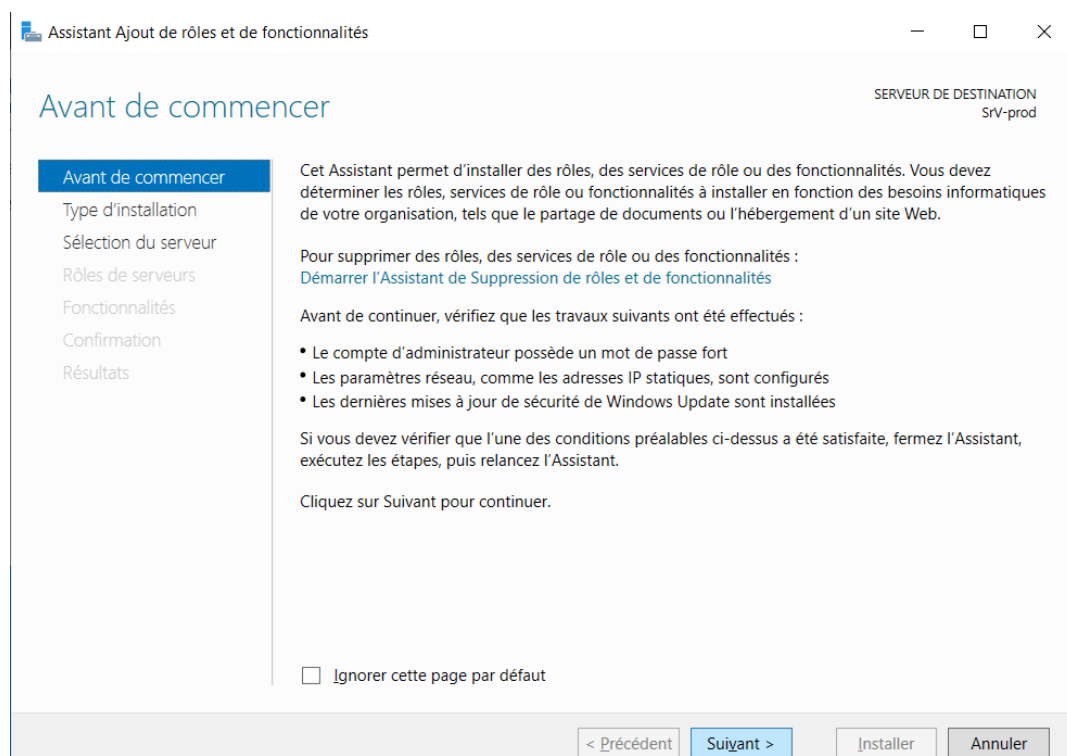 Assistant Ajout de rôles et de fonctionnalités
Avant de commencer
SERVEUR DE DESTINATION
SrV-prod
Avant de commencer
Type d'installation
Sélection du serveur
Rôles de serveurs
Fonctionnalités
Confirmation
Résultats
Cet Assistant permet d'installer des rôles, des services de rôle ou des fonctionnalités. Vous devez
déterminer les rôles, services de rôle ou fonctionnalités à installer en fonction des besoins informatiques
de votre organisation, tels que le partage de documents ou l'hébergement d'un site Web.
Pour supprimer des rôles, des services de rôle ou des fonctionnalités :
Démarrer l'Assistant de Suppression de rôles et de fonctionnalités
Avant de continuer, vérifiez que les travaux suivants ont été effectués :
• Le compte d'administrateur possède un mot de passe fort
• Les paramètres réseau, comme les adresses IP statiques, sont configurés
• Les dernières mises à jour de sécurité de Windows Update sont installées
Si vous devez vérifier que l'une des conditions préalables ci-dessus a été satisfaite, fermez l'Assistant,
exécutez les étapes, puis relancez l'Assistant.
Cliquez sur Suivant pour continuer.
Ignorer cette page par défaut
< Précédent
Suivant >
Installer
Annuler